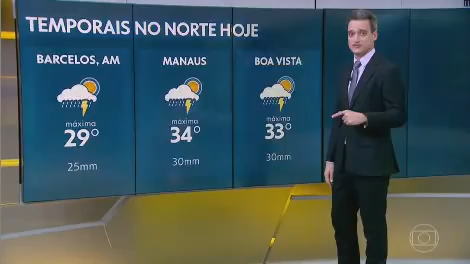 TEMPORAIS NO NORTE HOJE
BARCELOS, AM
máxima
29°
25mm
MANAUS
máxima
34°
30mm
BOA VISTA
máxima
33°
30mm